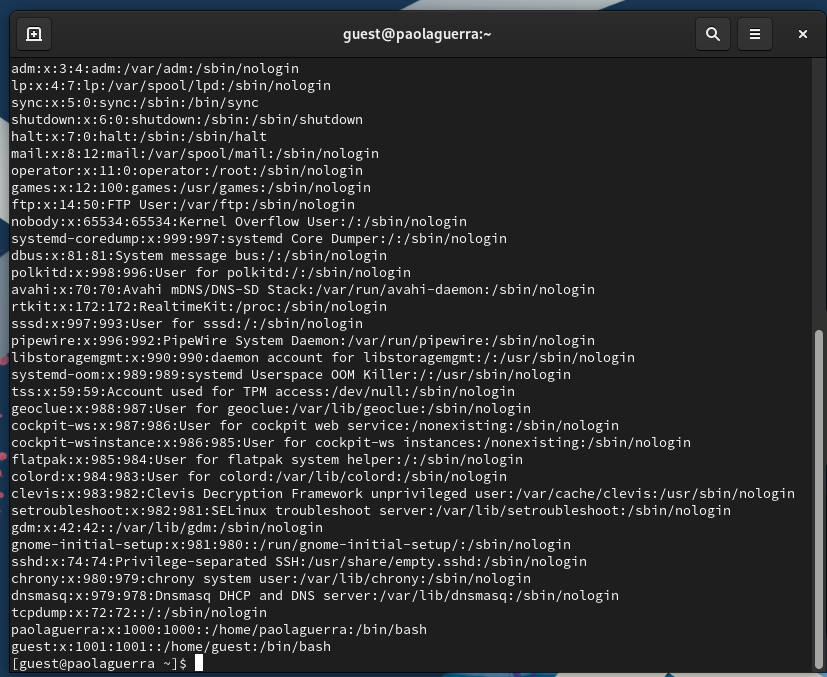 guest@paolaguerra:~
adm:x:3:4:adm:/var/adm:/sbin/nologin
lp:x:4:7:lp:/var/spool/lpd:/sbin/nologin
sync:x:5:0:sync:/sbin:/bin/sync
shutdown:x:6:0:shutdown:/sbin:/sbin/shutdown
halt:x:7:0:halt:/sbin:/sbin/halt
mail:x:8:12:mail:/var/spool/mail:/sbin/nologin
operator:x:11:0:operator:/root:/sbin/nologin
games:x:12:100:games:/usr/games:/sbin/nologin
ftp:x:14:50:FTP User:/var/ftp:/sbin/nologin
nobody:x:65534:65534:Kernel Overflow User:/:/sbin/nologin
systemd-coredump:x:999:997:systemd Core Dumper:/:/sbin/nologin
dbus:x:81:81:System message bus:/:/sbin/nologin
polkitd:x:998:996:User for polkitd:/:/sbin/nologin
avahi:x:70:70:Avahi mDNS/DNS-SD Stack:/var/run/avahi-daemon:/sbin/nologin
rtkit:x:172:172:RealtimeKit:/proc:/sbin/nologin
sssd:x:997:993:User for sssd:/:/sbin/nologin
pipewire:x:996:992:PipeWire System Daemon:/var/run/pipewire:/sbin/nologin
libstoragemgmt:x:990:990:daemon account for libstoragemgmt:/:/usr/sbin/nologin
systemd-oom:x:989:989:systemd Userspace OOM Killer:/:/usr/sbin/nologin
tss:x:59:59:Account used for TPM access:/dev/null:/sbin/nologin
geoclue:x:988:987:User for geoclue:/var/lib/geoclue:/sbin/nologin
cockpit-ws:x:987:986:User for cockpit web service:/nonexisting:/sbin/nologin
cockpit-wsinstance:x:986:985:User for cockpit-ws instances:/nonexisting:/sbin/nologin
flatpak:x:985:984:User for flatpak system helper:/:/sbin/nologin
colord:x:984:983:User for colord:/var/lib/colord:/sbin/nologin
clevis:x:983:982:Clevis Decryption Framework unprivileged user:/var/cache/clevis:/usr/sbin/nologin
setroubleshoot:x:982:981:SELinux troubleshoot server:/var/lib/setroubleshoot:/sbin/nologin
gdm:x:42:42::/var/lib/gdm:/sbin/nologin
gnome-initial-setup:x:981:980::/run/gnome-initial-setup/:/sbin/nologin
sshd:x:74:74:Privilege-separated SSH:/usr/share/empty.sshd:/sbin/nologin
chrony:x:980:979:chrony system user:/var/lib/chrony:/sbin/nologin
dnsmasq:x:979:978:Dnsmasq DHCP and DNS server:/var/lib/dnsmasq:/sbin/nologin
tcpdump:x:72:72::/:/sbin/nologin
paolaguerra:x:1000:1000::/home/paolaguerra:/bin/bash
guest:x:1001:1001::/home/guest:/bin/bash
[guest@paolaguerra ~]$